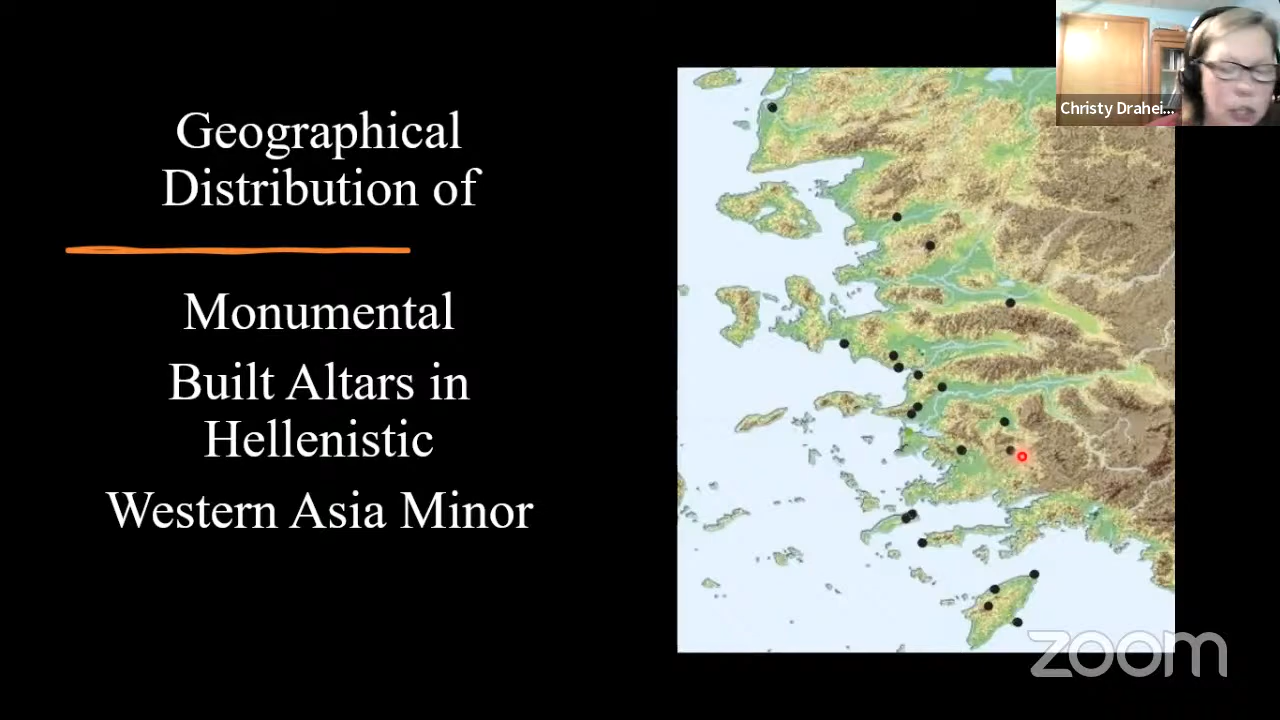 Geographical
Distribution of
Monumental
Built Altars in
Hellenistic
Western Asia Minor
Christy Drahei...
zoom